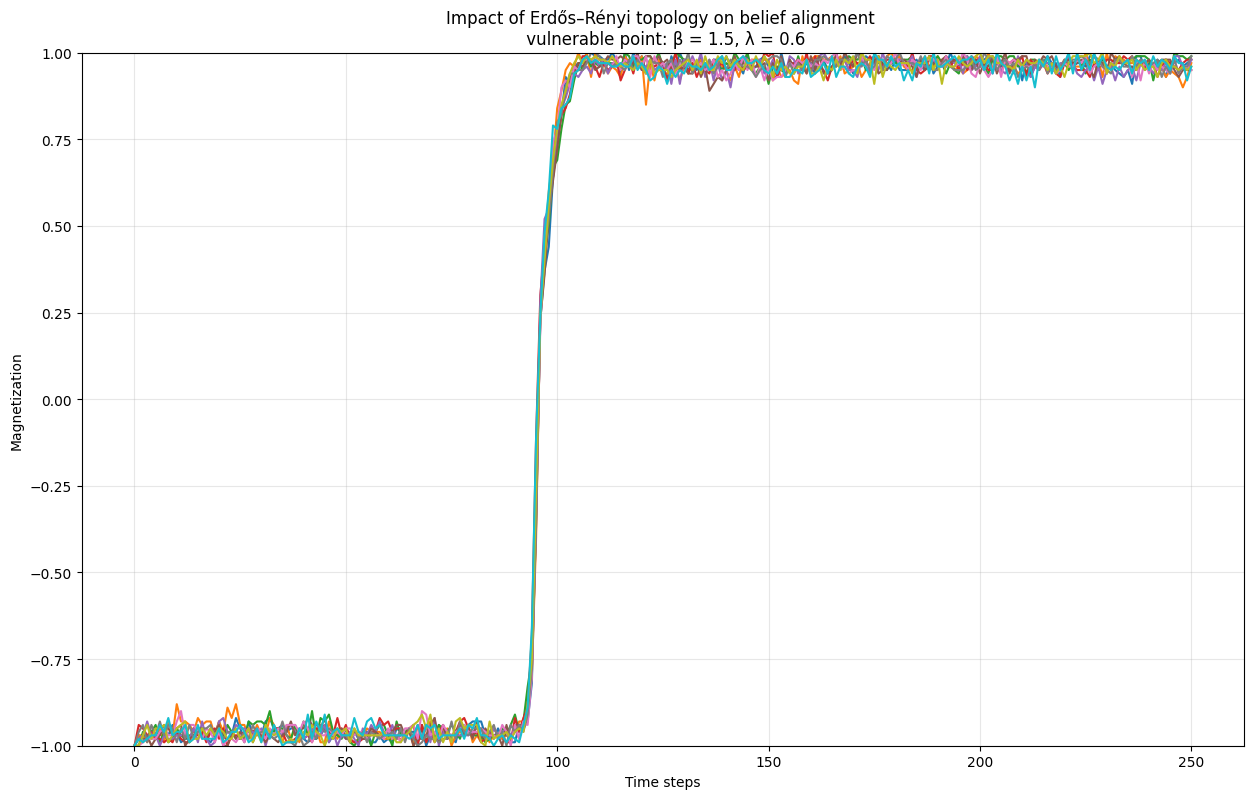 Impact of Erdős–Rényi topology on belief alignment
vulnerable point: β = 1.5, λ = 0.6
1.00
0.75
0.50
0.25
0.00
−0.25
−0.50
−0.75
−1.00
Magnetization
0 50 100 150 200 250
Time steps